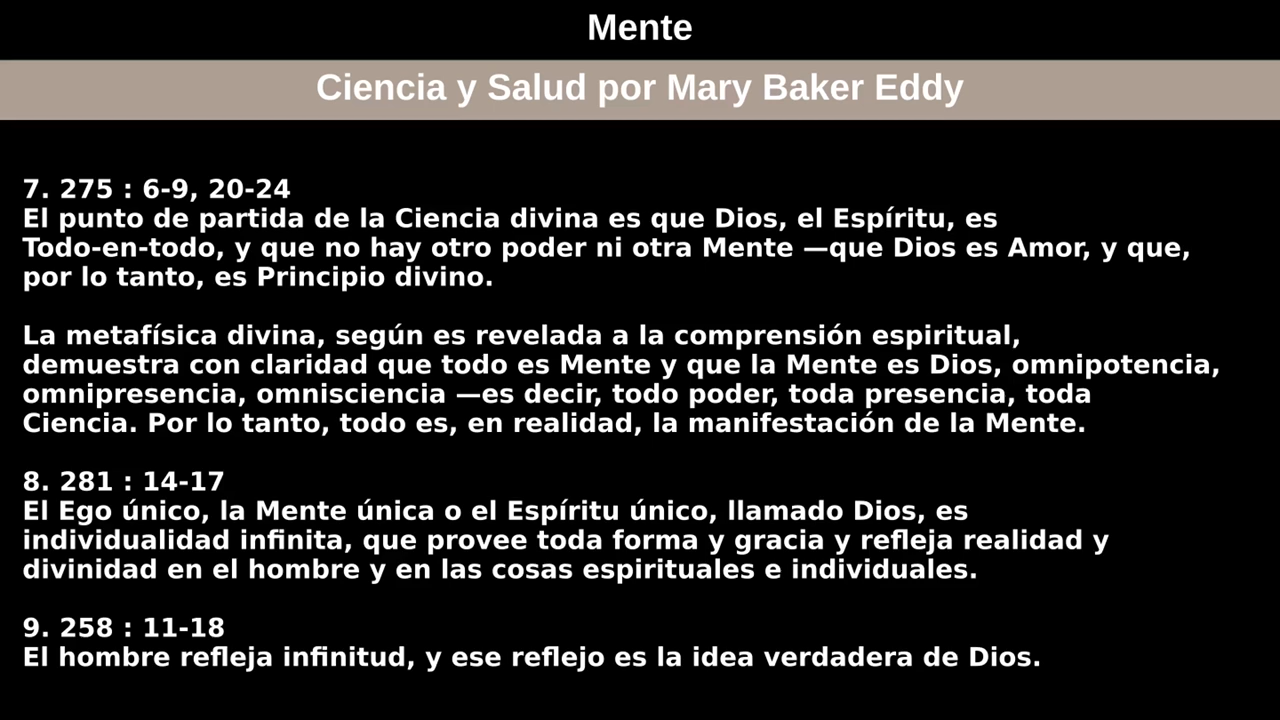 Mente
Ciencia y Salud por Mary Baker Eddy
7. 275 : 6-9, 20-24
El punto de partida de la Ciencia divina es que Dios, el Espíritu, es
Todo-en-todo, y que no hay otro poder ni otra Mente —que Dios es Amor, y que,
por lo tanto, es Principio divino.
La metafísica divina, según es revelada a la comprensión espiritual,
demuestra con claridad que todo es Mente y que la Mente es Dios, omnipotencia,
omnipresencia, omnisciencia —es decir, todo poder, toda presencia, toda
Ciencia. Por lo tanto, todo es, en realidad, la manifestación de la Mente.
8. 281 : 14-17
El Ego único, la Mente única o el Espíritu único, llamado Dios, es
individualidad infinita, que provee toda forma y gracia y refleja realidad y
divinidad en el hombre y en las cosas espirituales e individuales.
9. 258 : 11-18
El hombre refleja infinitud, y ese reflejo es la idea verdadera de Dios.